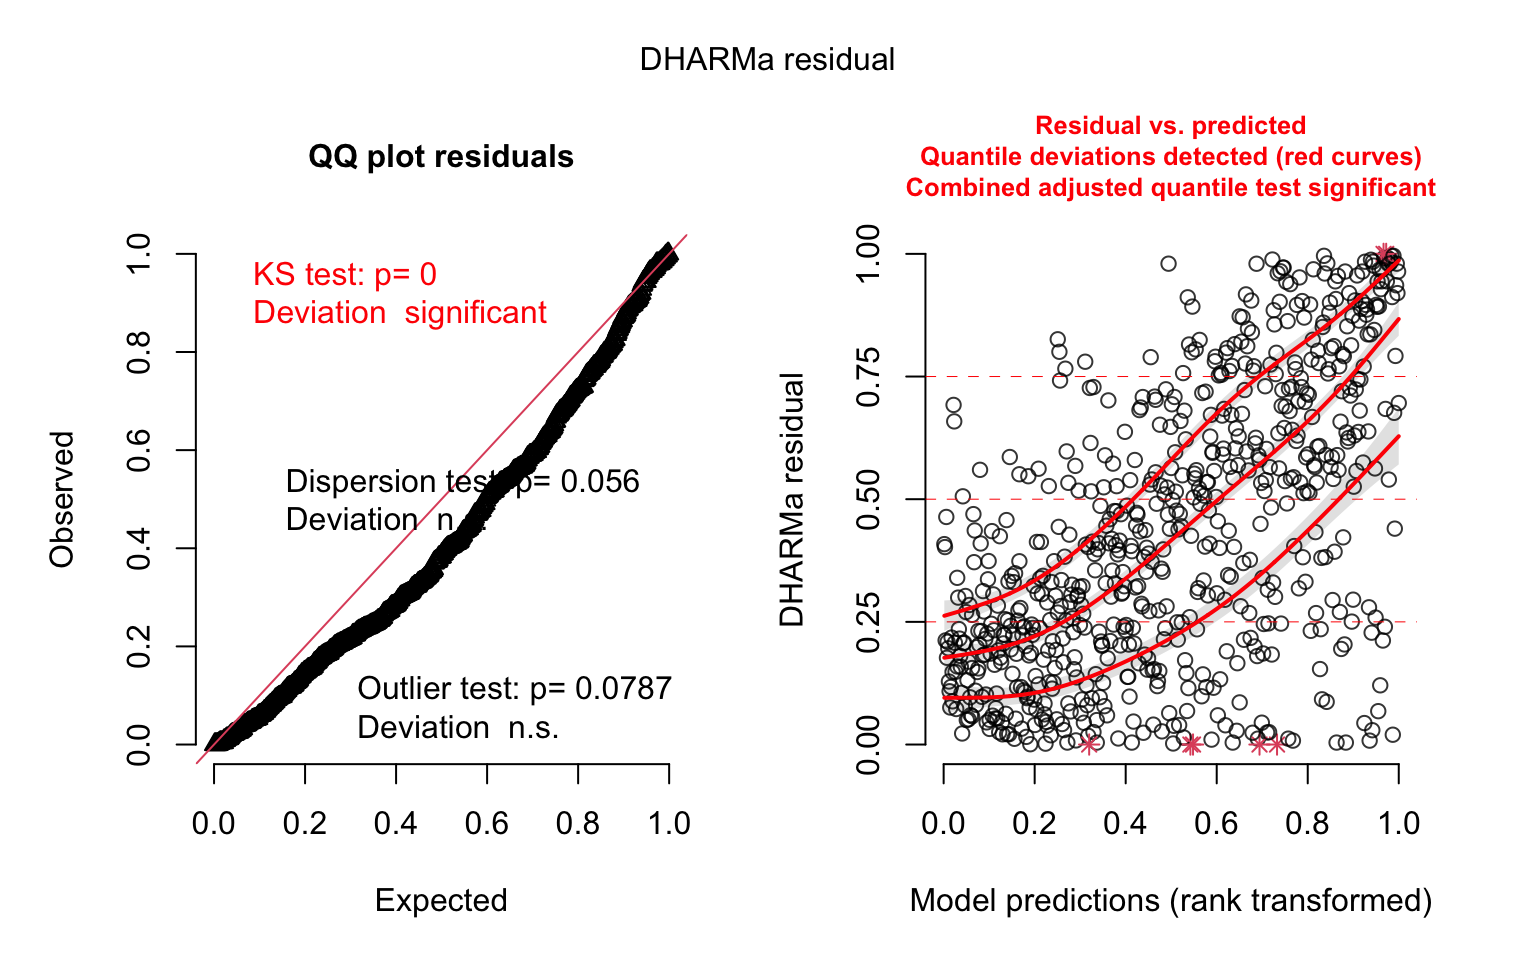 DHARMa residual
QQ plot residuals
KS test: p= 0
Deviation  significant
Dispersion test: p= 0.056
Deviation  n.
Outlier test: p= 0.0787
Deviation  n.s.
Observed
0.0 0.2 0.4 0.6 0.8 1.0
0.0 0.2 0.4 0.6 0.8 1.0
Expected
Residual vs. predicted
Quantile deviations detected (red curves)
Combined adjusted quantile test significant
DHARMa residual
0.00 0.25 0.50 0.75 1.00
0.0 0.2 0.4 0.6 0.8 1.0
Model predictions (rank transformed)